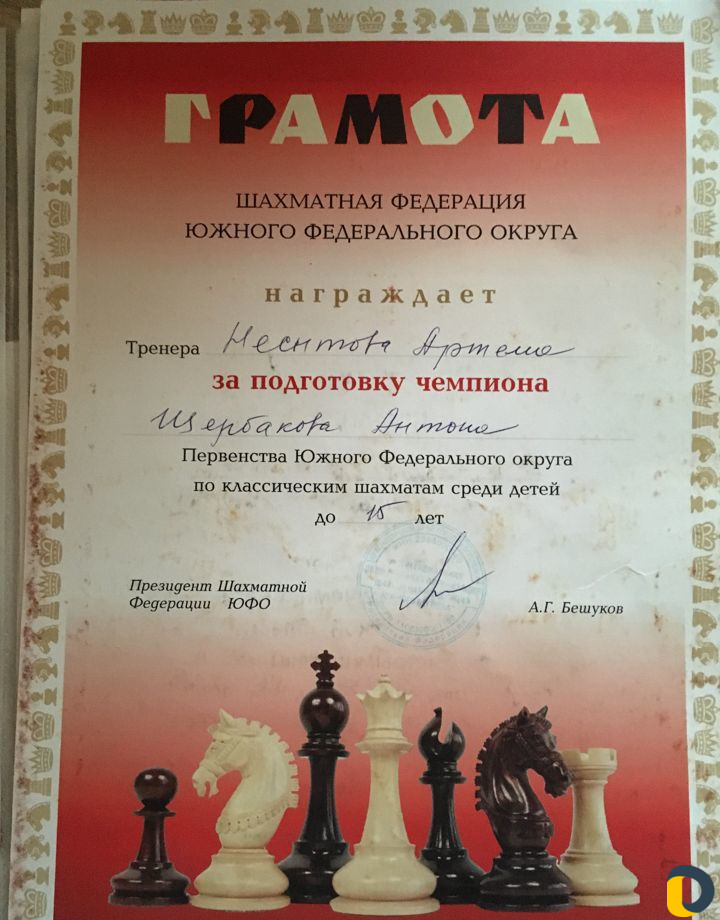 ГРАМОТА
ШАХМАТНАЯ ФЕДЕРАЦИЯ
ЮЖНОГО ФЕДЕРАЛЬНОГО ОКРУГА
награждает
Тренера Артема
за подготовку чемпиона
Щербакова Антона
Первенства Южного Федерального округа
по классическим шахматам среди детей
до 15 лет
Президент Шахматной
Федерации ЮФО
А.Г. Бешуков